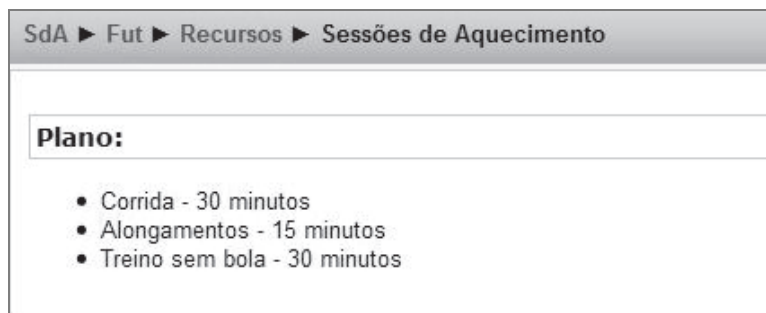 SdA ► Fut ► Recursos ► Sessões de Aquecimento
Plano:
• Corrida - 30 minutos
• Alongamentos - 15 minutos
• Treino sem bola - 30 minutos